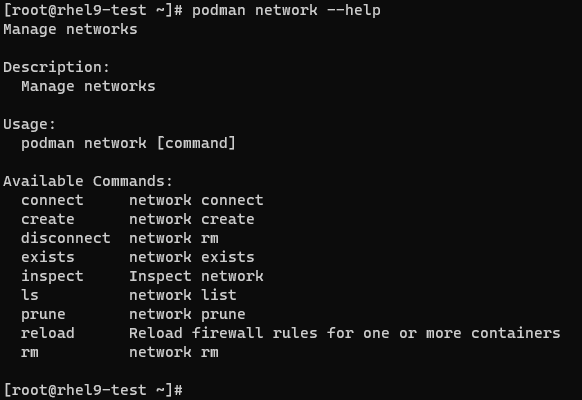 [root@rhel9-test ~]# podman network --help
Manage networks
Description:
Manage networks
Usage:
podman network [command]
Available Commands:
connect network connect
create network create
disconnect network rm
exists network exists
inspect Inspect network
ls network list
prune network prune
reload Reload firewall rules for one or more containers
rm network rm
[root@rhel9-test ~]#